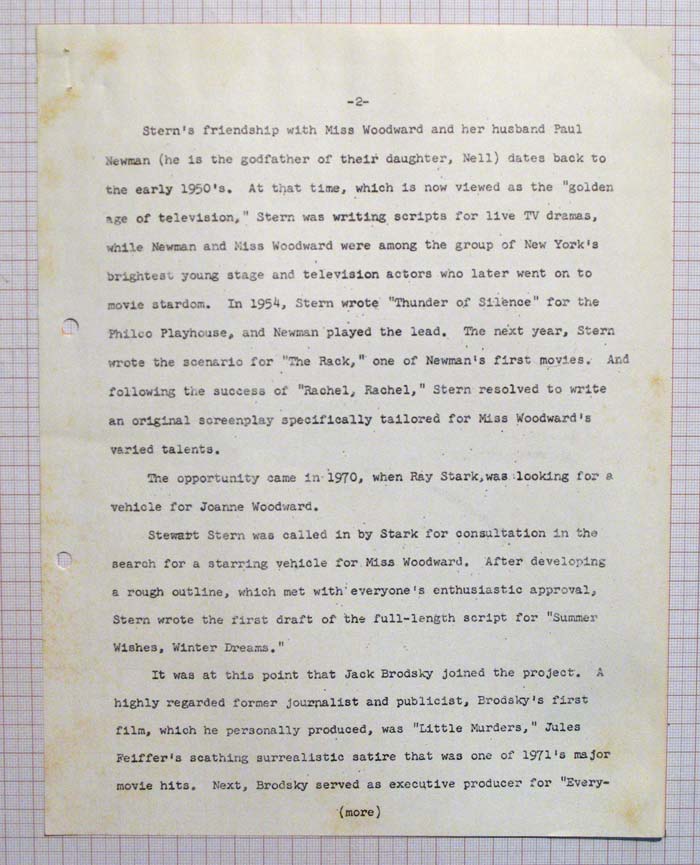 -2-
Stern's friendship with Miss Woodward and her husband Paul
Newman (he is the godfather of their daughter, Nell) dates back to
the early 1950's. At that time, which is now viewed as the "golden
age of television," Stern was writing scripts for live TV dramas,
while Newman and Miss Woodward were among the group of New York's
brightest young stage and television actors who later went on to
movie stardom. In 1954, Stern wrote "Thunder of Silence" for the
Philco Playhouse, and Newman played the lead. The next year, Stern
wrote the scenario for "The Rack," one of Newman's first movies. And
following the success of "Rachel, Rachel," Stern resolved to write
an original screenplay specifically tailored for Miss Woodward's
varied talents.
The opportunity came in 1970, when Ray Stark,was looking for a
vehicle for Joanne Woodward.
Stewart Stern was called in by Stark for consultation in the
search for a starring vehicle for Miss Woodward. After developing
a rough outline, which met with everyone's enthusiastic approval,
Stern wrote the first draft of the full-length script for "Summer
Wishes, Winter Dreams."
It was at this point that Jack Brodsky joined the project. A
highly regarded former journalist and publicist, Brodsky's first
film, which he personally produced, was "Little Murders," Jules
Feiffer's scathing surrealistic satire that was one of 1971's major
movie hits. Next, Brodsky served as executive producer for "Every-
(more)